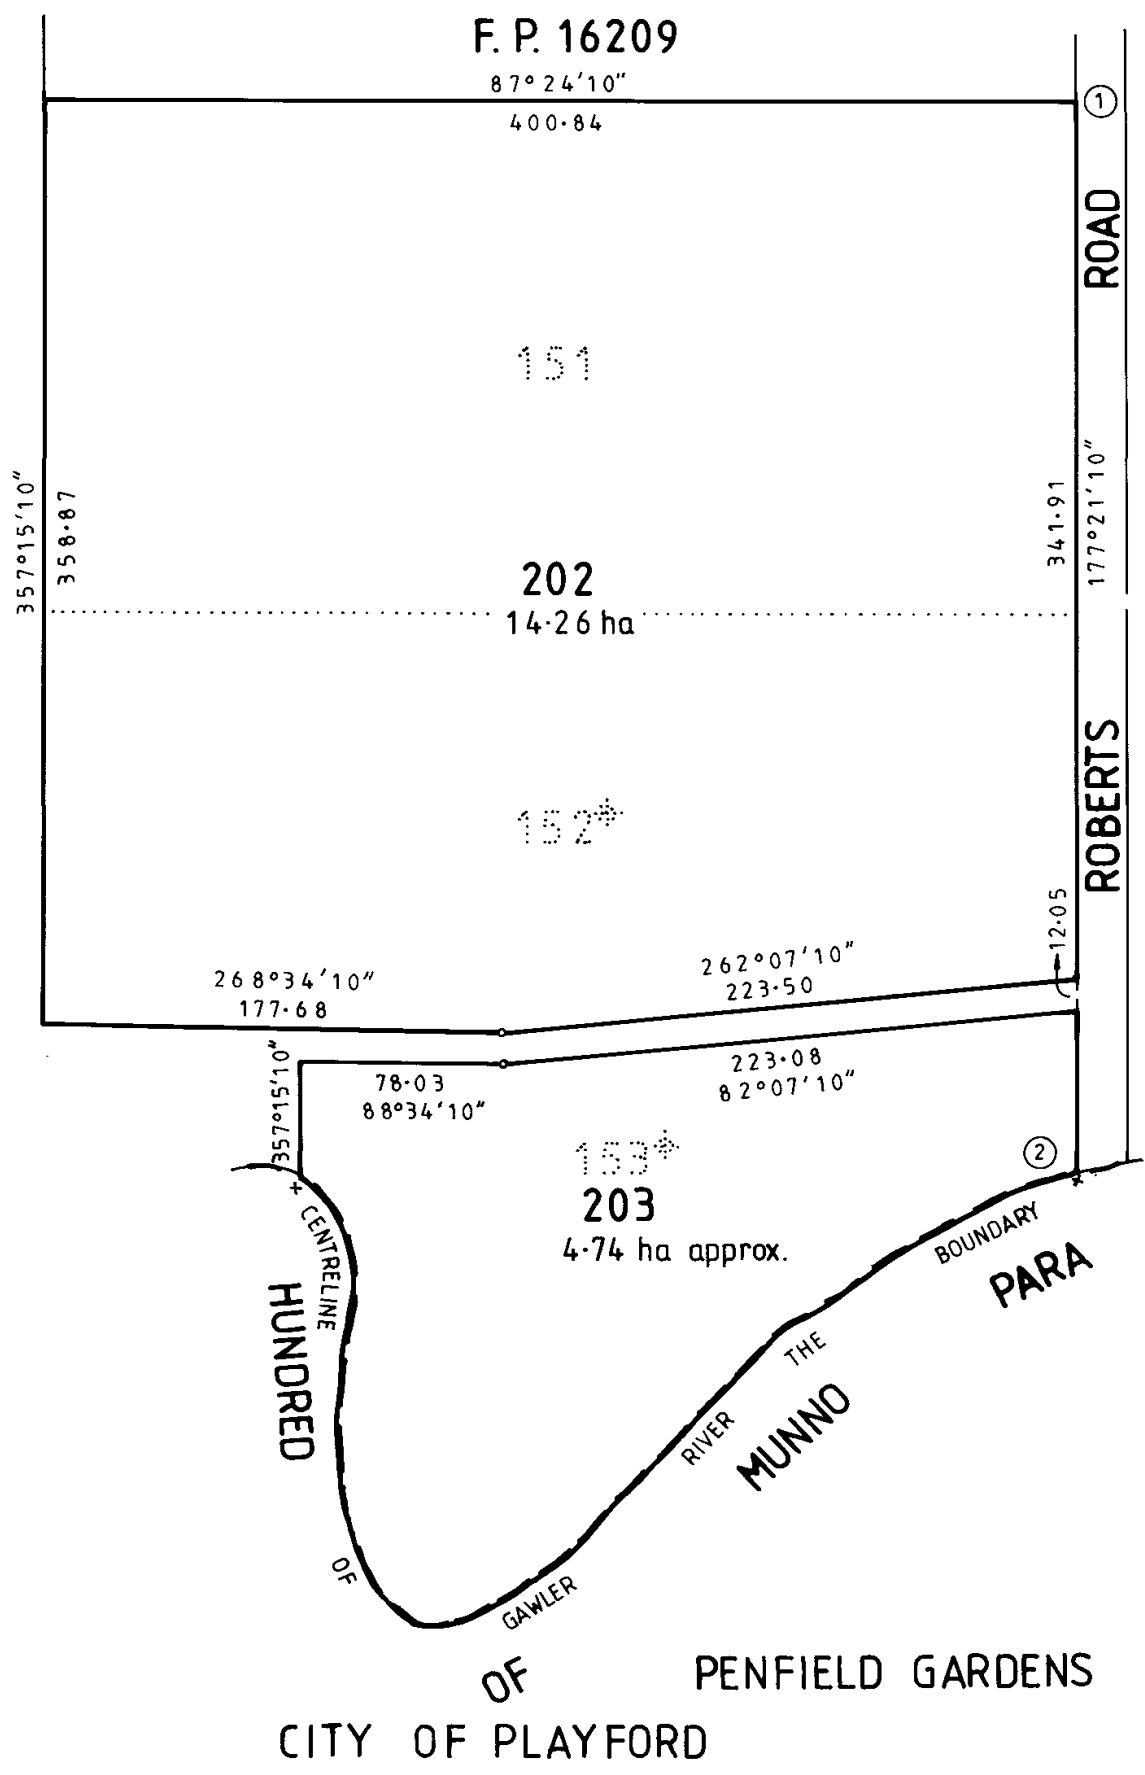 F. P. 16209
87°24'10"
400·84
1
ROAD
151
357°15'10"
358·87
341·91
177°21'10"
202
14·26 ha
ROBERTS
152
12·05
268°34'10"
177·68
262°07'10"
223·50
357°15'10"
78·03
88°34'10"
223·08
82°07'10"
153
2
203
4·74 ha approx.
CENTRELINE
OF
GAWLER
RIVER
THE
BOUNDARY
HUNDRED
OF
MUNNO
PARA
PENFIELD GARDENS
CITY OF PLAYFORD